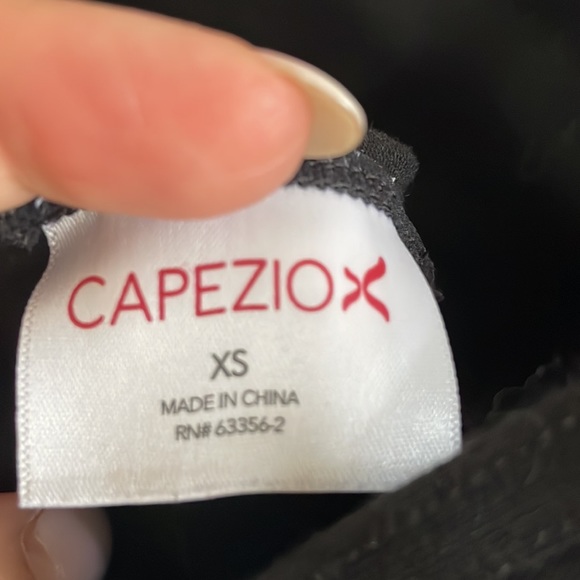 CAPEZIO
XS
MADE IN CHINA
RN# 63356-2